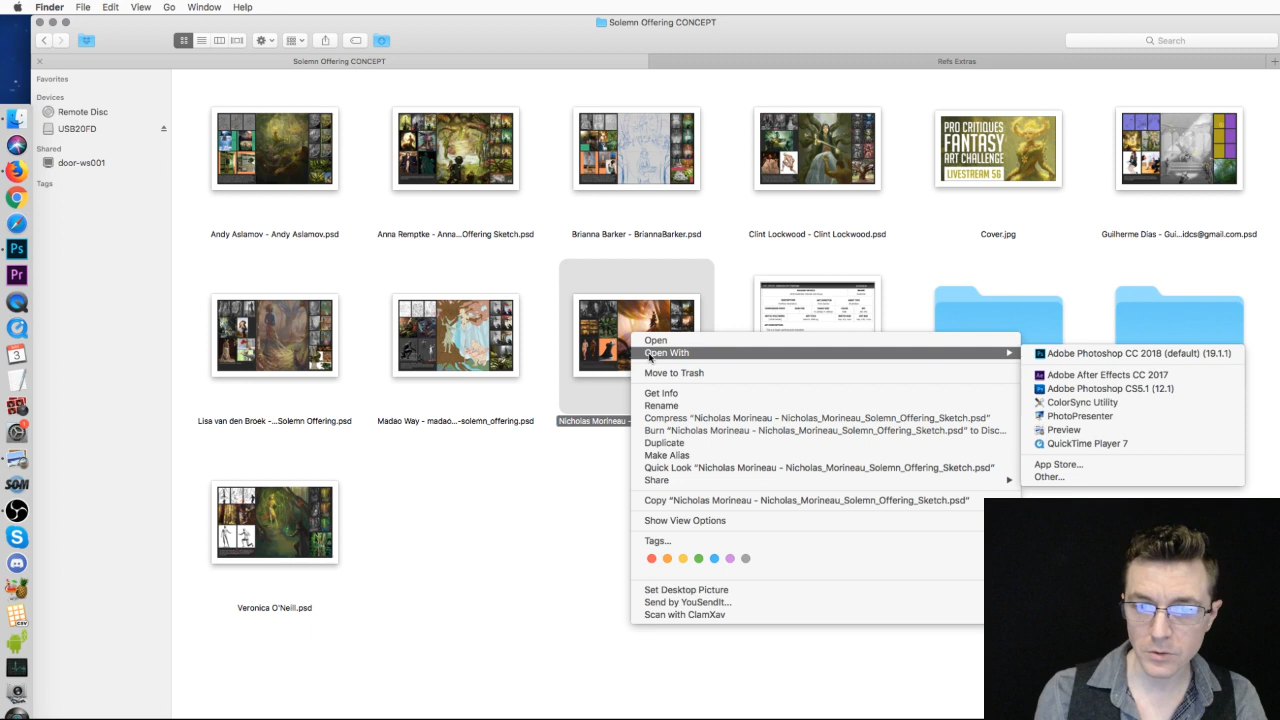 Finder File Edit View Go Window Help
Solemn Offering CONCEPT
Search
Solemn Offering CONCEPT
Refs Extras
Favorites
Devices
Remote Disc
USB20FD
Shared
door-ws001
Tags
PRO CRITIQUES
FANTASY
ART CHALLENGE
LIVESTREAM 56
Andy Aslamov - Andy Aslamov.psd
Anna Remptke - Anna...Offering Sketch.psd
Brianna Barker - BriannaBarker.psd
Clint Lockwood - Clint Lockwood.psd
Cover.jpg
Guilherme Dias - Gui...idcs@gmail.com.psd
Lisa van den Broek -...Solemn Offering.psd
Madao Way - madao...-solemn_offering.psd
Nicholas Morineau -
Veronica O'Neill.psd
Open
Open With
Move to Trash
Get Info
Rename
Compress “Nicholas Morineau - Nicholas_Morineau_Solemn_Offering_Sketch.psd”
Burn “Nicholas Morineau - Nicholas_Morineau_Solemn_Offering_Sketch.psd” to Disc...
Duplicate
Make Alias
Quick Look “Nicholas Morineau - Nicholas_Morineau_Solemn_Offering_Sketch.psd”
Share
Copy “Nicholas Morineau - Nicholas_Morineau_Solemn_Offering_Sketch.psd”
Show View Options
Tags...
Set Desktop Picture
Send by YouSendIt...
Scan with ClamXav
Adobe Photoshop CC 2018 (default) (19.1.1)
Adobe After Effects CC 2017
Adobe Photoshop CS5.1 (12.1)
ColorSync Utility
PhotoPresenter
Preview
QuickTime Player 7
App Store...
Other...
Ps
Pr
3
SOM